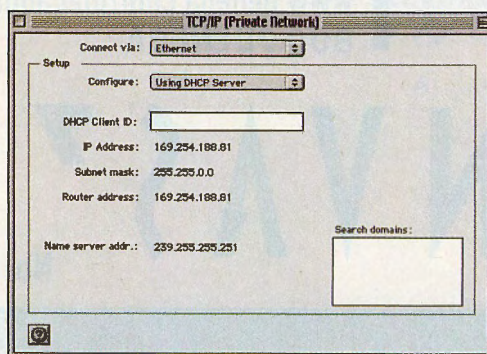 TCP/IP (Private Network)
Connect via: Ethernet
Setup
Configure: Using DHCP Server
DHCP Client ID:
IP Address: 169.254.188.81
Subnet mask: 255.255.0.0
Router address: 169.254.188.81
Search domains:
Name server addr.: 239.255.255.251